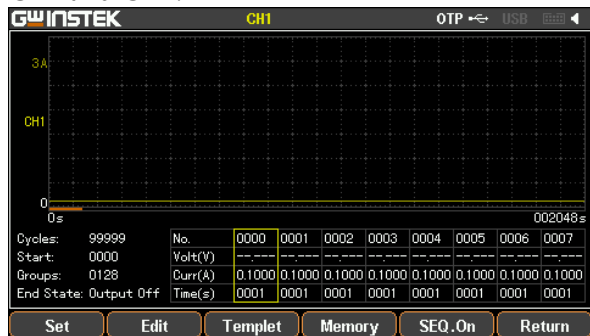 GWINSTEK CH1 OTP USB
3A
CH1
0
0s 002048s
Cycles: 99999 No. 0000 0001 0002 0003 0004 0005 0006 0007
Start: 0000 Volt(V) --.--- --.--- --.--- --.--- --.--- --.--- --.--- --.---
Groups: 0128 Curr(A) 0.1000 0.1000 0.1000 0.1000 0.1000 0.1000 0.1000 0.1000
End State: Output Off Time(s) 0001 0001 0001 0001 0001 0001 0001 0001
Set Edit Templet Memory SEQ.On Return